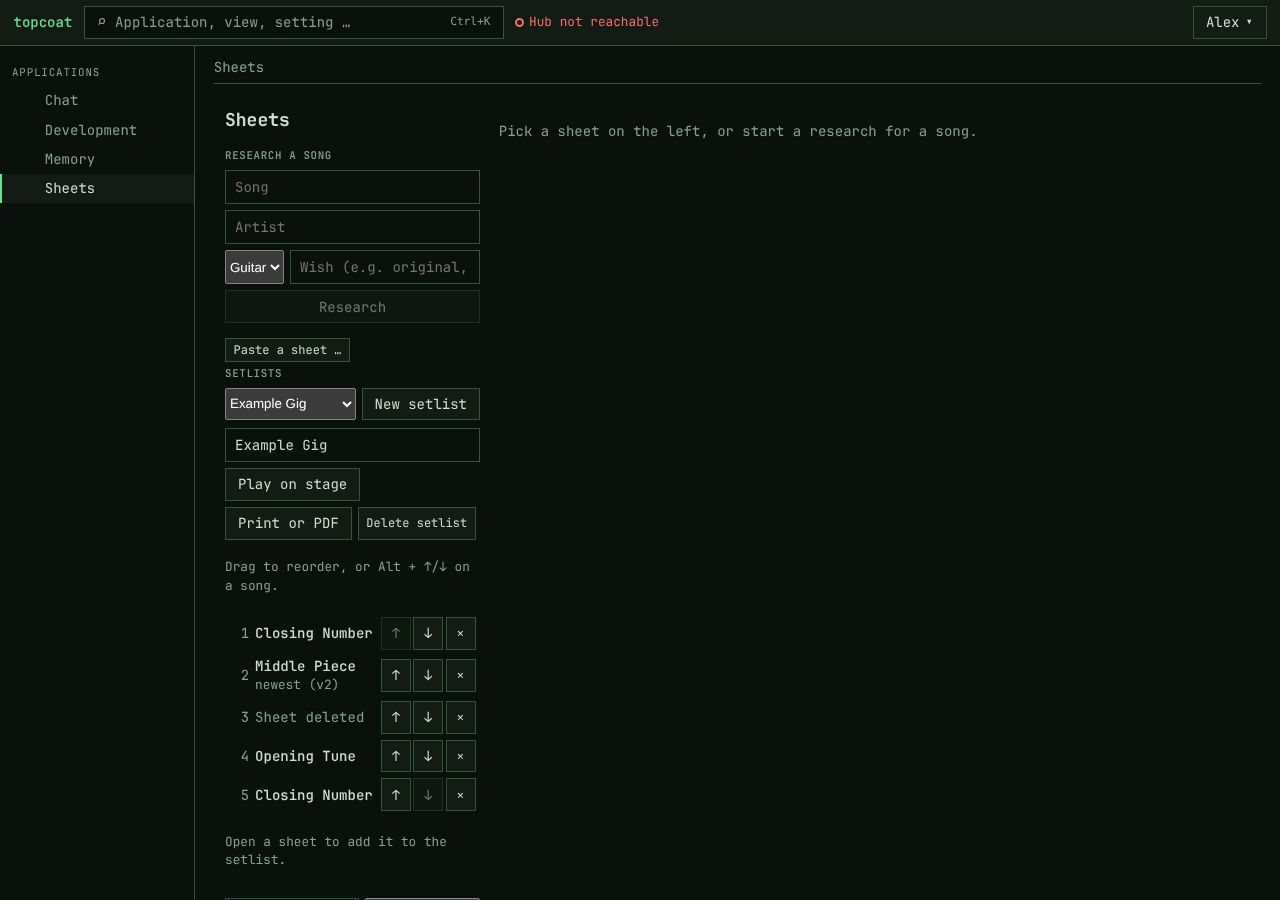 topcoat
Application, view, setting …
Ctrl+K
Hub not reachable
Alex ▾
APPLICATIONS
Chat
Development
Memory
Sheets
Sheets
Sheets
RESEARCH A SONG
Song
Artist
Guitar
Wish (e.g. original,
Research
Paste a sheet …
SETLISTS
Example Gig
New setlist
Example Gig
Play on stage
Print or PDF
Delete setlist
Drag to reorder, or Alt + ↑/↓ on
a song.
1 Closing Number ↑ ↓ ×
2 Middle Piece ↑ ↓ ×
newest (v2)
3 Sheet deleted ↑ ↓ ×
4 Opening Tune ↑ ↓ ×
5 Closing Number ↑ ↓ ×
Open a sheet to add it to the
setlist.
Pick a sheet on the left, or start a research for a song.